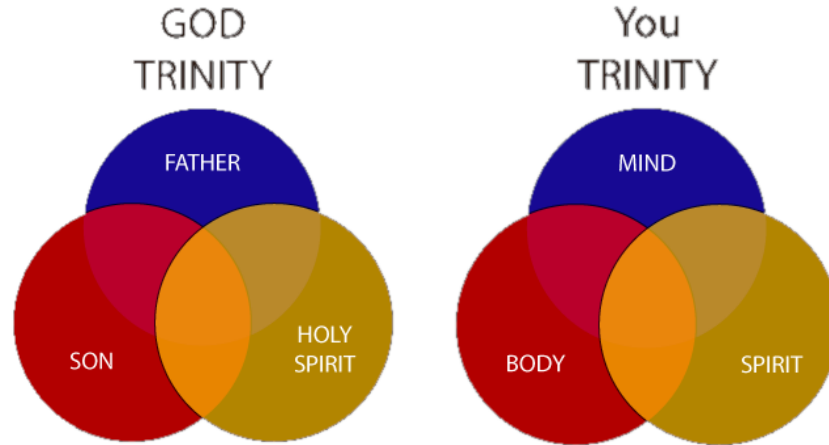 GOD
TRINITY
FATHER
SON
HOLY
SPIRIT
You
TRINITY
MIND
BODY
SPIRIT